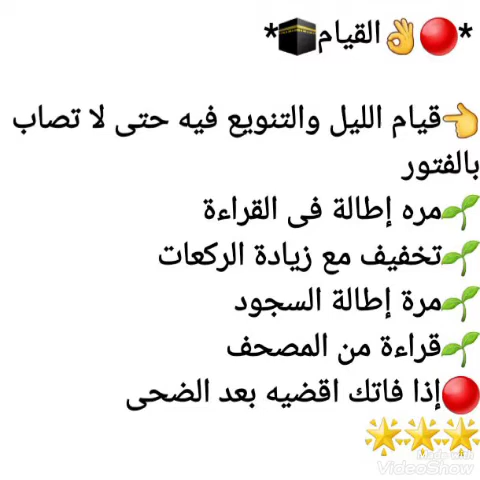 *🔴👌القيام🕋*
👈قيام الليل والتنويع فيه حتى لا تصاب
بالفتور
🌱مره إطالة فى القراءة
🌱تخفيف مع زيادة الركعات
🌱مرة إطالة السجود
🌱قراءة من المصحف
🔴إذا فاتك اقضيه بعد الضحى
🌟🌟🌟
VideoShow